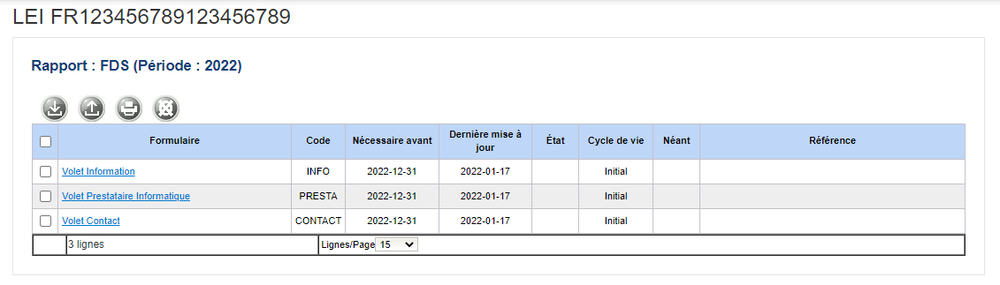 LEI FR123456789123456789
Rapport : FDS (Période : 2022)
Formulaire Code Nécessaire avant Dernière mise à jour État Cycle de vie Néant Référence
Volet Information INFO 2022-12-31 2022-01-17 Initial
Volet Prestataire Informatique PRESTA 2022-12-31 2022-01-17 Initial
Volet Contact CONTACT 2022-12-31 2022-01-17 Initial
3 lignes Lignes/Page 15